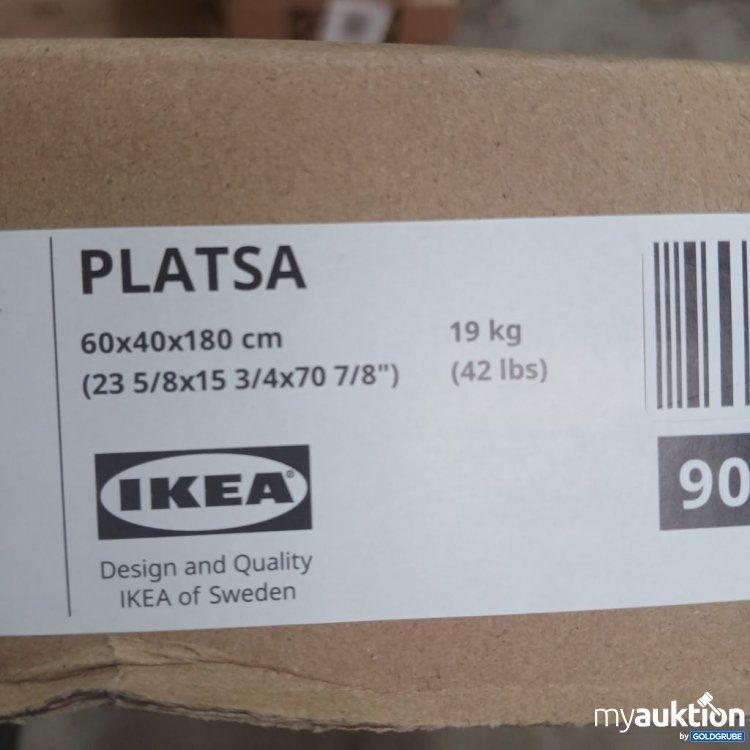 PLATSA
60x40x180 cm
(23 5/8x15 3/4x70 7/8")
19 kg
(42 lbs)
IKEA®
Design and Quality
IKEA of Sweden
90
myauktion
by GOLDGRUBE